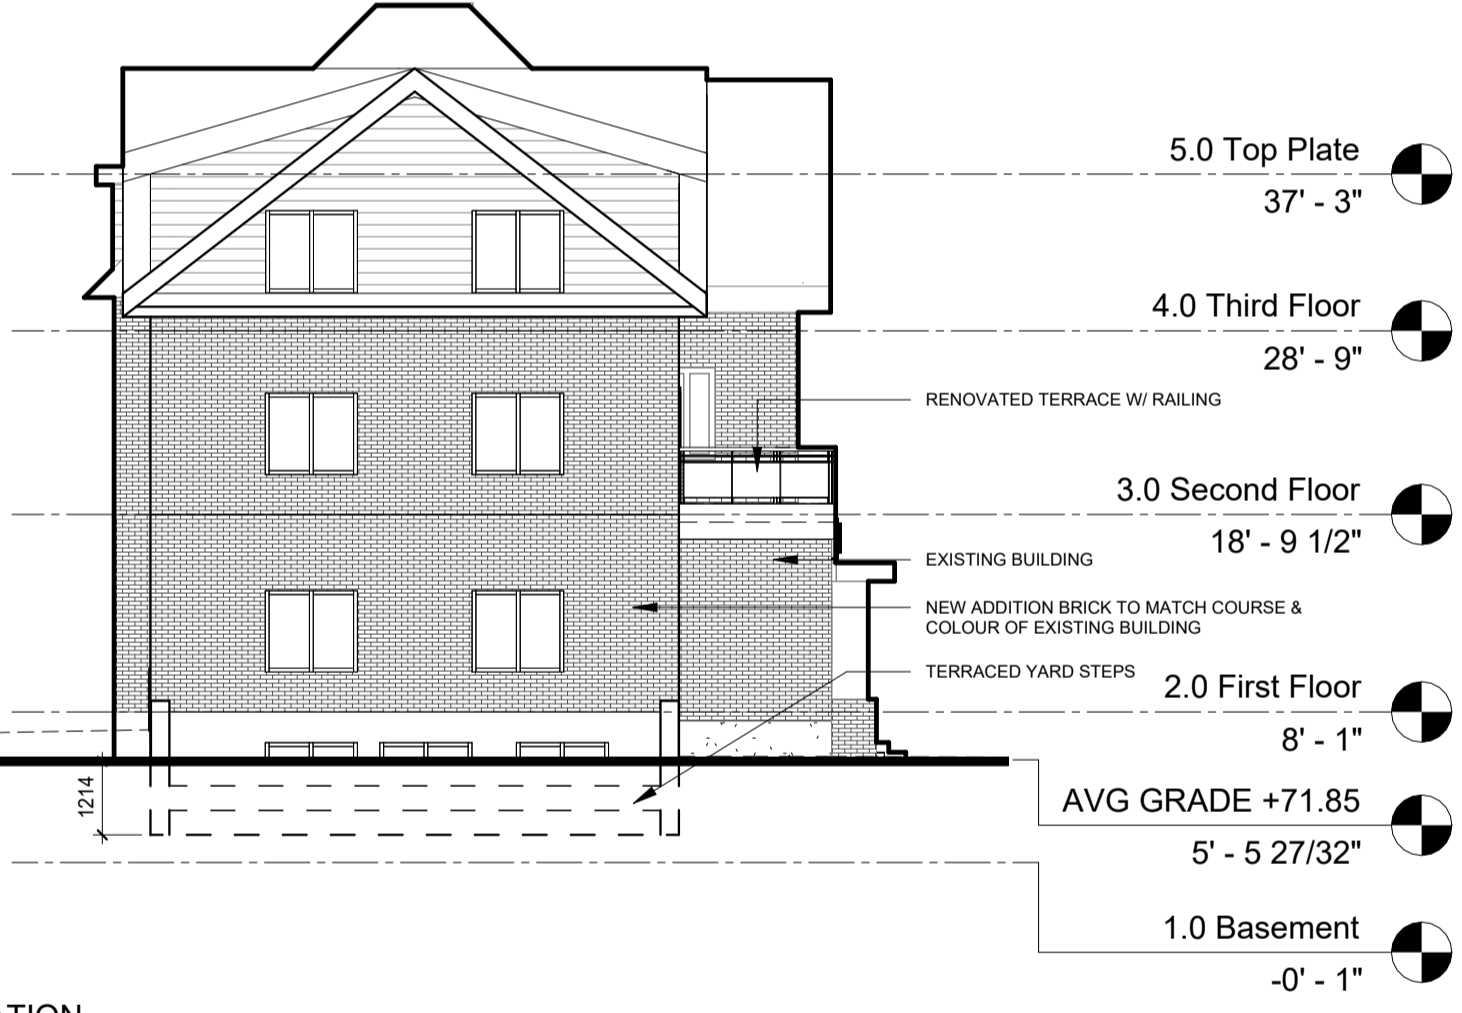 5.0 Top Plate
37' - 3"
4.0 Third Floor
28' - 9"
RENOVATED TERRACE W/ RAILING
3.0 Second Floor
18' - 9 1/2"
EXISTING BUILDING
NEW ADDITION BRICK TO MATCH COURSE &
COLOUR OF EXISTING BUILDING
TERRACED YARD STEPS
2.0 First Floor
8' - 1"
1214
AVG GRADE +71.85
5' - 5 27/32"
1.0 Basement
-0' - 1"